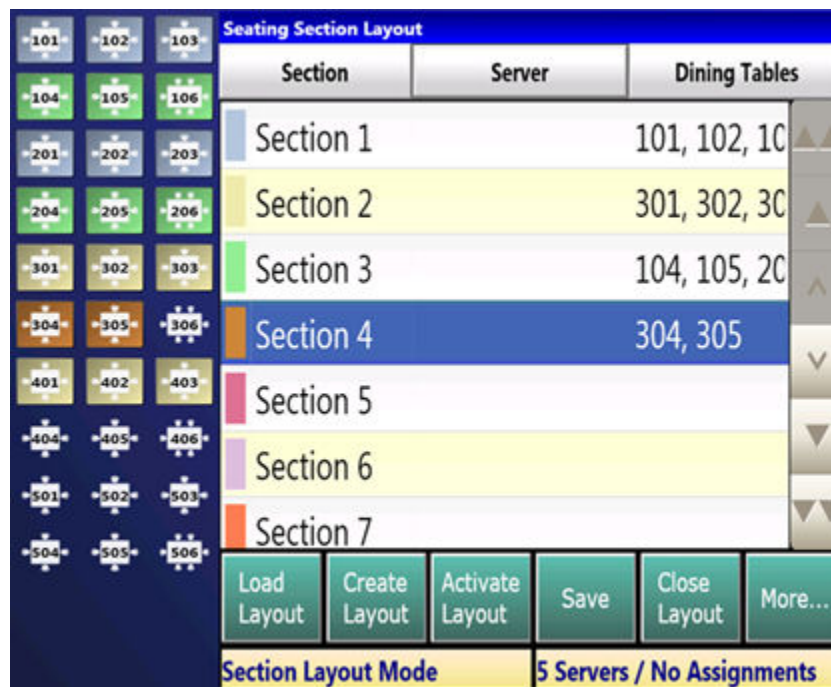 Seating Section Layout
Section Server Dining Tables
Section 1 101, 102, 10
Section 2 301, 302, 30
Section 3 104, 105, 20
Section 4 304, 305
Section 5
Section 6
Section 7
Load Layout
Create Layout
Activate Layout
Save
Close Layout
More...
Section Layout Mode
5 Servers / No Assignments
101 102 103
104 105 106
201 202 203
204 205 206
301 302 303
304 305 306
401 402 403
404 405 406
501 502 503
504 505 506